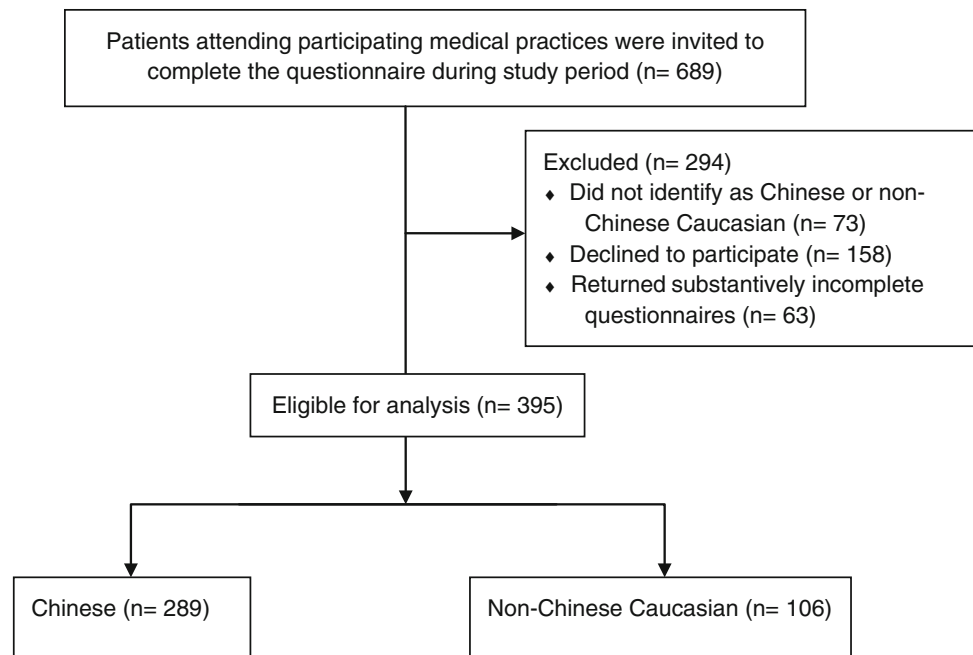 Patients attending participating medical practices were invited to
complete the questionnaire during study period (n= 689)
Excluded (n= 294)
♦ Did not identify as Chinese or non-
Chinese Caucasian (n= 73)
♦ Declined to participate (n= 158)
♦ Returned substantively incomplete
questionnaires (n= 63)
Eligible for analysis (n= 395)
Chinese (n= 289)
Non-Chinese Caucasian (n= 106)